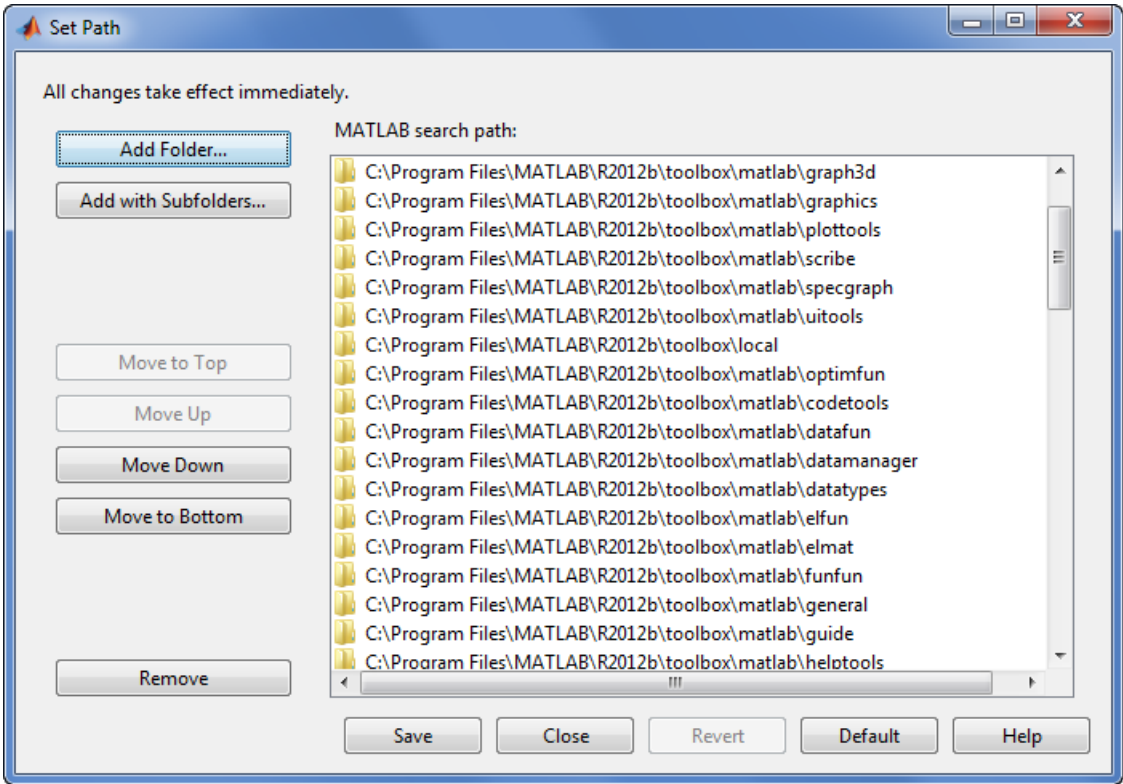 Set Path
All changes take effect immediately.
Add Folder...
Add with Subfolders...
Move to Top
Move Up
Move Down
Move to Bottom
Remove
MATLAB search path:
C:\Program Files\MATLAB\R2012b\toolbox\matlab\graph3d
C:\Program Files\MATLAB\R2012b\toolbox\matlab\graphics
C:\Program Files\MATLAB\R2012b\toolbox\matlab\plottools
C:\Program Files\MATLAB\R2012b\toolbox\matlab\scribe
C:\Program Files\MATLAB\R2012b\toolbox\matlab\specgraph
C:\Program Files\MATLAB\R2012b\toolbox\matlab\uitools
C:\Program Files\MATLAB\R2012b\toolbox\local
C:\Program Files\MATLAB\R2012b\toolbox\matlab\optimfun
C:\Program Files\MATLAB\R2012b\toolbox\matlab\codetools
C:\Program Files\MATLAB\R2012b\toolbox\matlab\datafun
C:\Program Files\MATLAB\R2012b\toolbox\matlab\datamanager
C:\Program Files\MATLAB\R2012b\toolbox\matlab\datatypes
C:\Program Files\MATLAB\R2012b\toolbox\matlab\elfun
C:\Program Files\MATLAB\R2012b\toolbox\matlab\elmat
C:\Program Files\MATLAB\R2012b\toolbox\matlab\funfun
C:\Program Files\MATLAB\R2012b\toolbox\matlab\general
C:\Program Files\MATLAB\R2012b\toolbox\matlab\guide
C:\Program Files\MATLAB\R2012b\toolbox\matlab\helptools
Save
Close
Revert
Default
Help